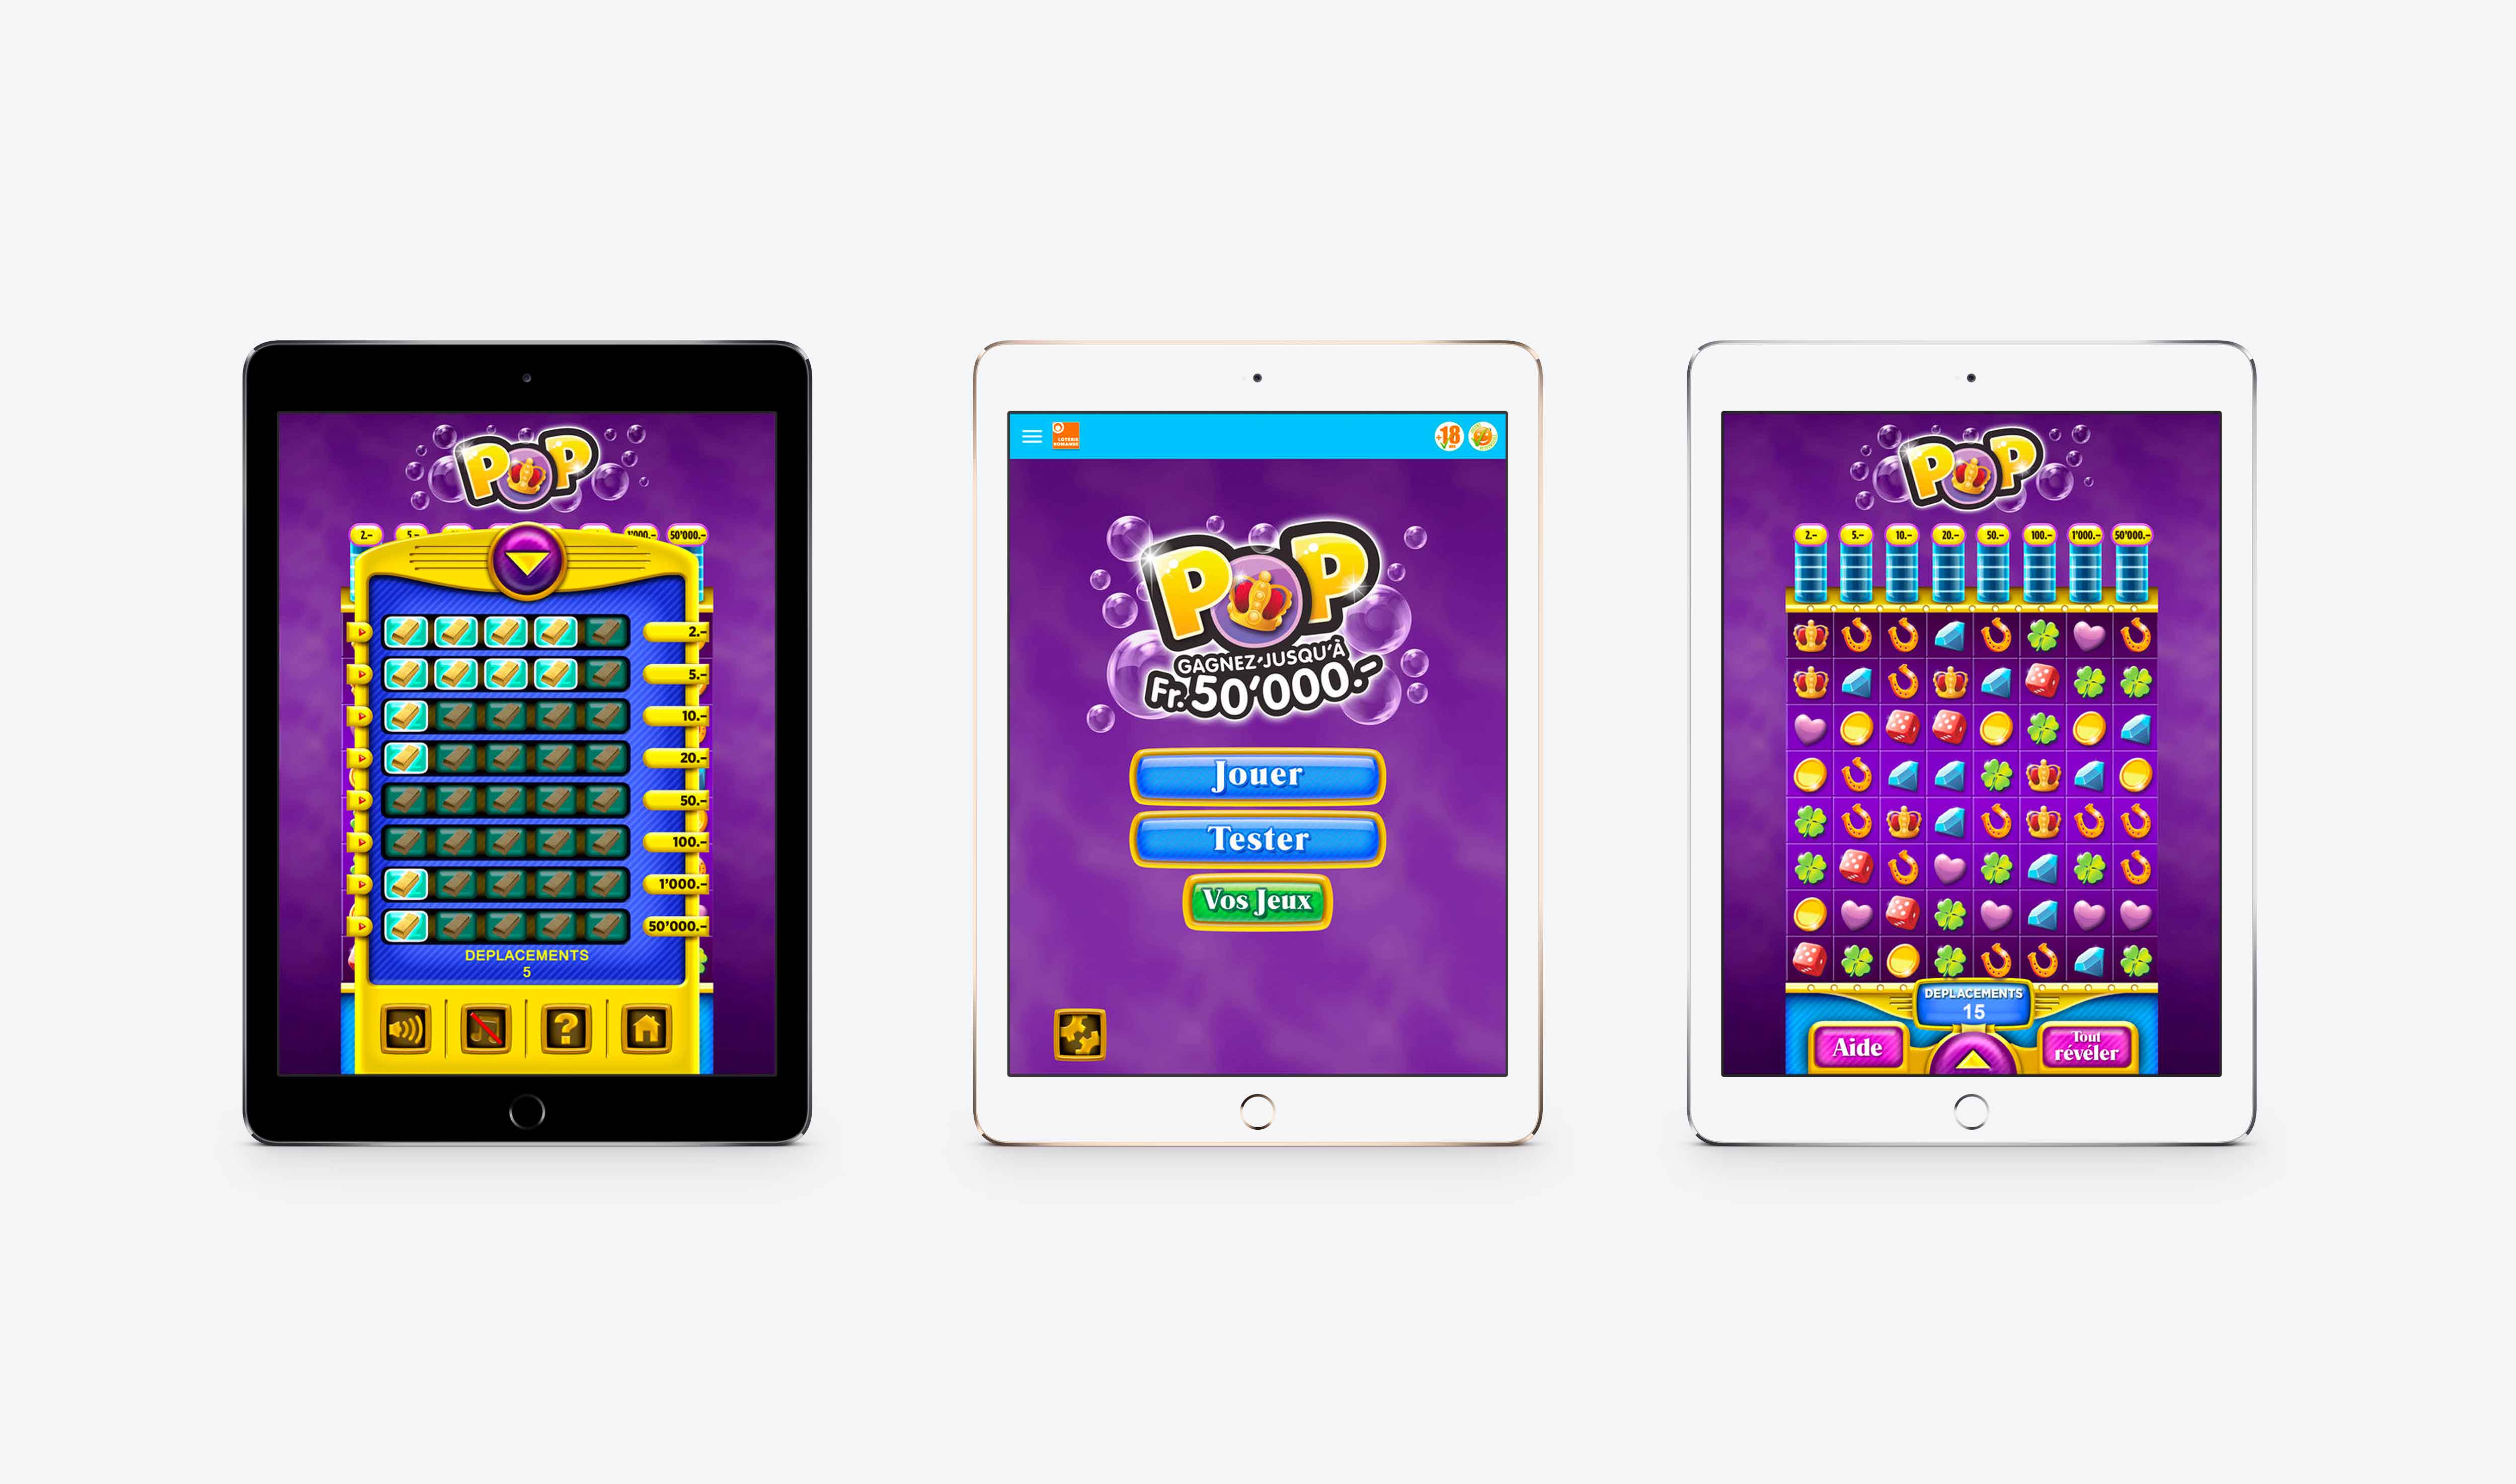 POP
2.-
5.-
1'000.-
50'000.-
2.-
5.-
10.-
20.-
50.-
100.-
1'000.-
50'000.-
DEPLACEMENTS
5
?
LOTERIE
ROMANDE
+18
POP
GAGNEZ JUSQU'À
Fr. 50'000.-
Jouer
Tester
Vos Jeux
POP
2.-
5.-
10.-
20.-
50.-
100.-
1'000.-
50'000.-
DEPLACEMENTS
15
Aide
Tout
révéler